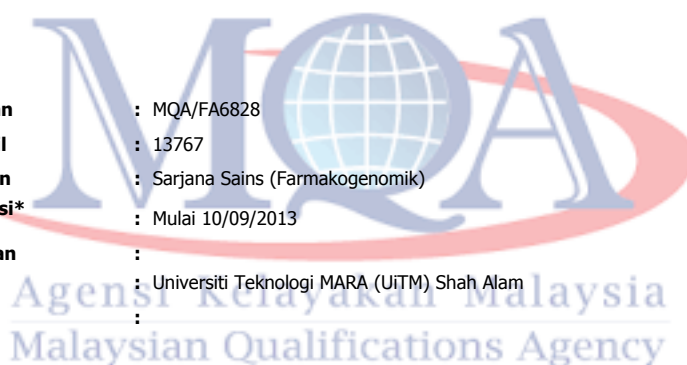 MQA
an : MQA/FA6828
l : 13767
n : Sarjana Sains (Farmakogenomik)
si* : Mulai 10/09/2013
an :
: Universiti Teknologi MARA (UiTM) Shah Alam
:
Agensi Kelayakan Malaysia
Malaysian Qualifications Agency